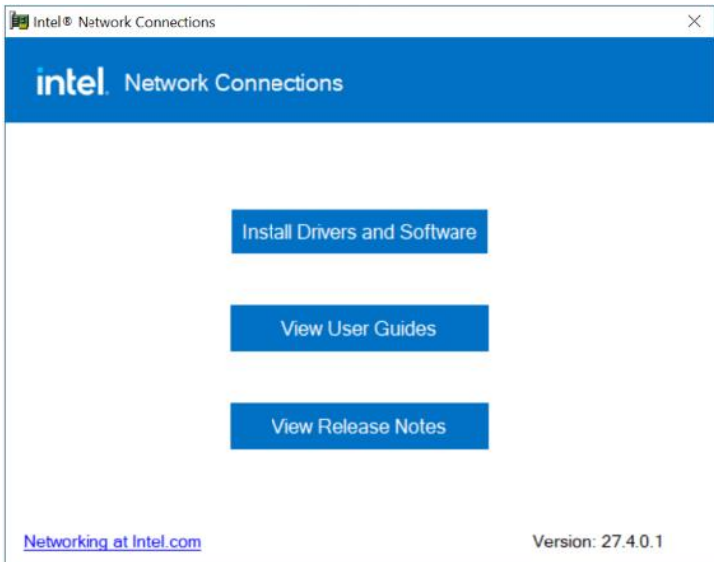 Intel® Network Connections
intel. Network Connections
Install Drivers and Software
View User Guides
View Release Notes
Networking at Intel.com
Version: 27.4.0.1